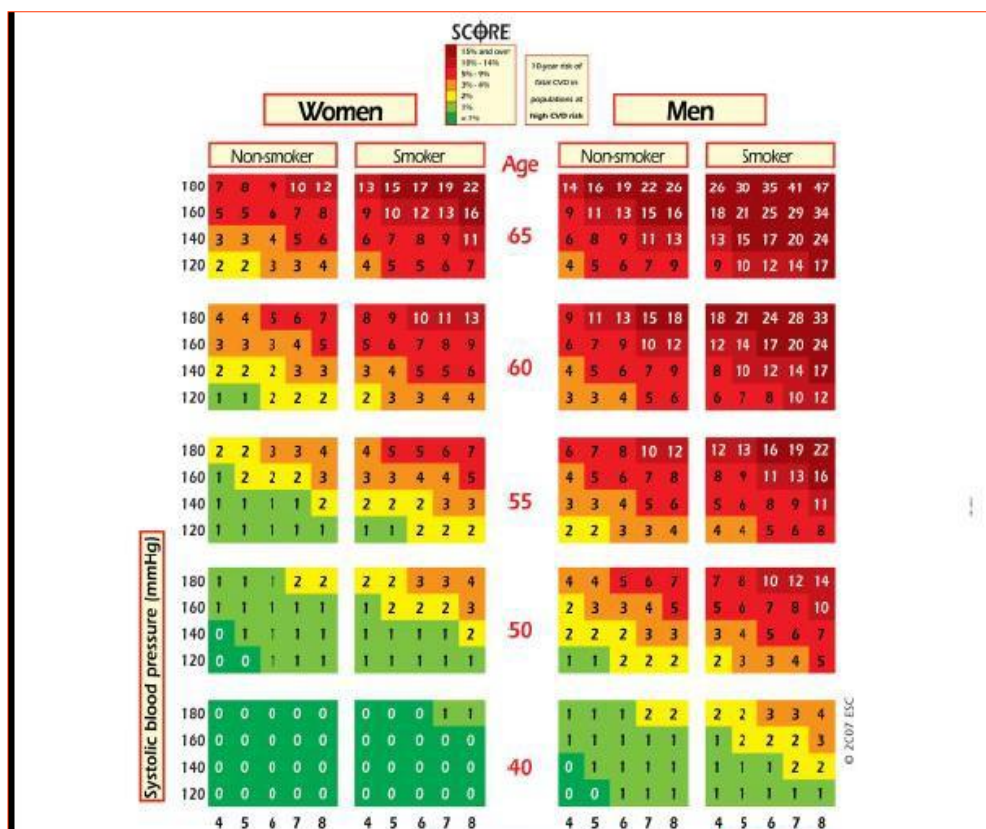 SCORE
15% and over
10% - 14%
5% - 9%
3% - 4%
2%
1%
< 1%
10-year risk of
fatal CVD in
populations at
high CVD risk
Women
Men
Non-smoker Smoker Age Non-smoker Smoker
180 7 8 9 10 12 13 15 17 19 22 14 16 19 22 26 26 30 35 41 47
160 5 5 6 7 8 9 10 12 13 16 9 11 13 15 16 18 21 25 29 34
65
140 3 3 4 5 6 6 7 8 9 11 6 8 9 11 13 13 15 17 20 24
120 2 2 3 3 4 4 5 5 6 7 4 5 6 7 9 9 10 12 14 17
180 4 4 5 6 7 8 9 10 11 13 9 11 13 15 18 18 21 24 28 33
160 3 3 3 4 5 5 6 7 8 9 6 7 9 10 12 12 14 17 20 24
60
140 2 2 2 3 3 3 4 5 5 6 4 5 6 7 9 8 10 12 14 17
120 1 1 2 2 2 2 3 3 4 4 3 3 4 5 6 6 7 8 10 12
180 2 2 3 3 4 4 5 5 6 7 6 7 8 10 12 12 13 16 19 22
160 1 2 2 2 3 3 3 4 4 5 4 5 6 7 8 8 9 11 13 16
55
140 1 1 1 1 2 2 2 2 3 3 3 3 4 5 6 5 6 8 9 11
120 1 1 1 1 1 1 1 2 2 2 2 2 3 3 4 4 4 5 6 8
180 1 1 1 2 2 2 2 3 3 4 4 4 5 6 7 7 8 10 12 14
160 1 1 1 1 1 1 2 2 2 3 2 3 3 4 5 5 6 7 8 10
50
140 0 1 1 1 1 1 1 1 1 2 2 2 2 3 3 3 4 5 6 7
120 0 0 1 1 1 1 1 1 1 1 1 1 2 2 2 2 3 3 4 5
180 0 0 0 0 0 0 0 0 1 1 1 1 1 2 2 2 2 3 3 4
160 0 0 0 0 0 0 0 0 0 0 1 1 1 1 1 1 2 2 2 3
40
140 0 0 0 0 0 0 0 0 0 0 0 1 1 1 1 1 1 1 2 2
120 0 0 0 0 0 0 0 0 0 0 0 0 1 1 1 1 1 1 1 1
4 5 6 7 8 4 5 6 7 8 4 5 6 7 8 4 5 6 7 8
Systolic blood pressure (mmHg)
© 2007 ESC